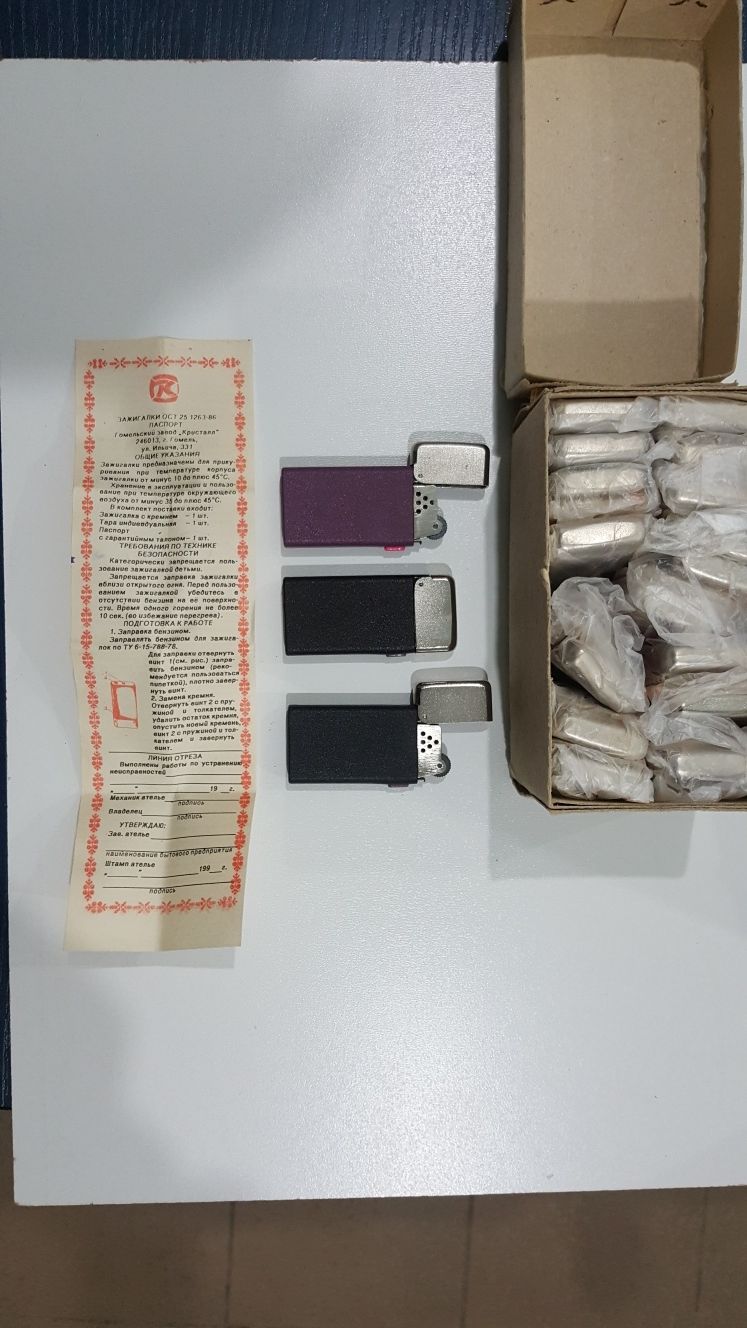 ЗАЖИГАЛКИ ОСТ 25 1263-86
ПАСПОРТ
Гомельский завод „Кристалл"
246013, г. Гомель,
ул. Ильича, 331
ОБЩИЕ УКАЗАНИЯ
Зажигалки предназначены для прику-
ривания при температуре корпуса
зажигалки от минус 10 до плюс 45°С.
Хранение и эксплуатация и пользо-
вание при температуре окружающего
воздуха от минус 35 до плюс 45°С.
В комплект поставки входит:
Зажигалка с кремнем – 1 шт.
Тара индивидуальная – 1 шт.
Паспорт
с гарантийным талоном – 1 шт.
ТРЕБОВАНИЯ ПО ТЕХНИКЕ
БЕЗОПАСНОСТИ
Категорически запрещается поль-
зование зажигалкой детьми.
Запрещается заправка зажигалки
вблизи открытого огня. Перед пользо-
ванием зажигалкой убедитесь в
отсутствии бензина на ее поверхно-
сти. Время одного горения не более
10 сек. (во избежание перегрева).
ПОДГОТОВКА К РАБОТЕ
1. Заправка бензином.
Заправлять бензином для зажига-
лок по ТУ 6-15-788-78.
Для заправки отвернуть
винт 1(см. рис.) запра-
вить бензином (реко-
мендуется пользоваться
пипеткой), плотно завер-
нуть винт.
2. Замена кремня.
Отвернуть винт 2 с пру-
жиной и толкателем,
удалить остаток кремня,
опустить новый кремень,
винт 2 с пружиной и тол-
кателем и завернуть
винт.
ЛИНИЯ ОТРЕЗА
Выполнены работы по устранению
неисправностей
„ " 19 г.
Механик ателье
подпись
Владелец
подпись
УТВЕРЖДАЮ:
Зав. ателье
наименование бытового предприятия
Штамп ателье
„ " 199 г.
подпись